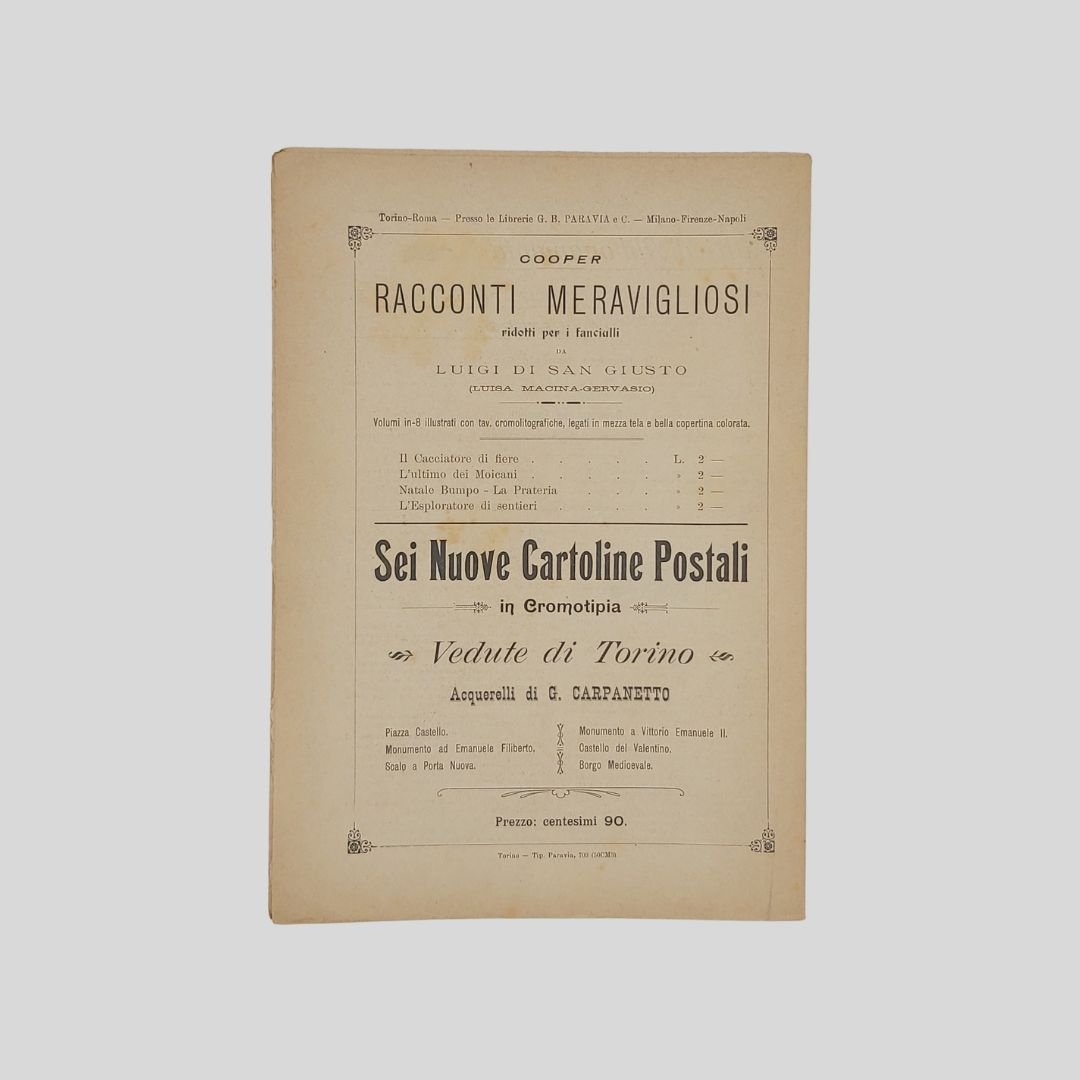 Torino-Roma — Presso le Librerie G. B. PARAVIA e C. — Milano-Firenze-Napoli
COOPER
RACCONTI MERAVIGLIOSI
ridotti per i fanciulli
DA
LUIGI DI SAN GIUSTO
(LUISA MACINA-GERVASIO)
Volumi in-8 illustrati con tav. cromolitografiche, legati in mezza tela e bella copertina colorata.
Il Cacciatore di fiere . . . . . L. 2 —
L'ultimo dei Moicani . . . . . » 2 —
Natale Bumpo - La Prateria . . . » 2 —
L'Esploratore di sentieri . . . . » 2 —
Sei Nuove Cartoline Postali
in Cromotipia
Vedute di Torino
Acquerelli di G. CARPANETTO
Piazza Castello.
Monumento ad Emanuele Filiberto.
Scalo a Porta Nuova.
Monumento a Vittorio Emanuele II.
Castello del Valentino.
Borgo Medioevale.
Prezzo: centesimi 90.
Torino — Tip. Paravia,